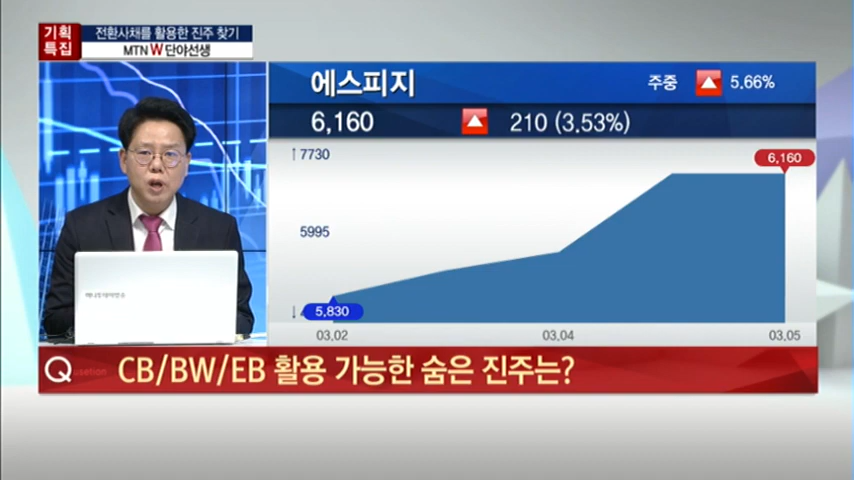 기획
특집
전환사채를 활용한 진주 찾기
MTN W 단야선생
에스피지
주중 5.66%
6,160 210 (3.53%)
↑7730
6,160
5995
5,830
03.02 03.04 03.05
Qusetion
CB/BW/EB 활용 가능한 숨은 진주는?